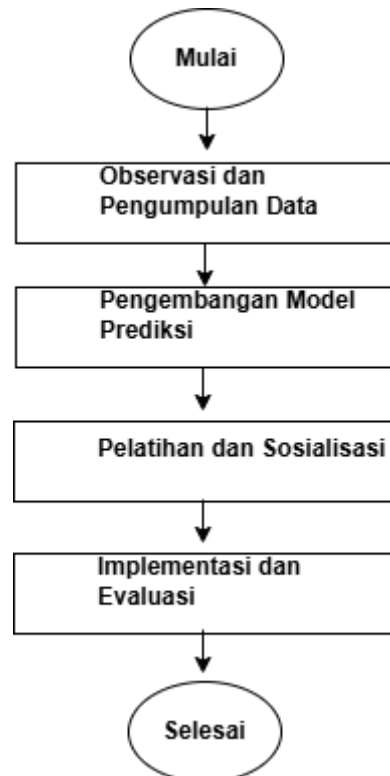 Mulai
Observasi dan
Pengumpulan Data
Pengembangan Model
Prediksi
Pelatihan dan Sosialisasi
Implementasi dan
Evaluasi
Selesai